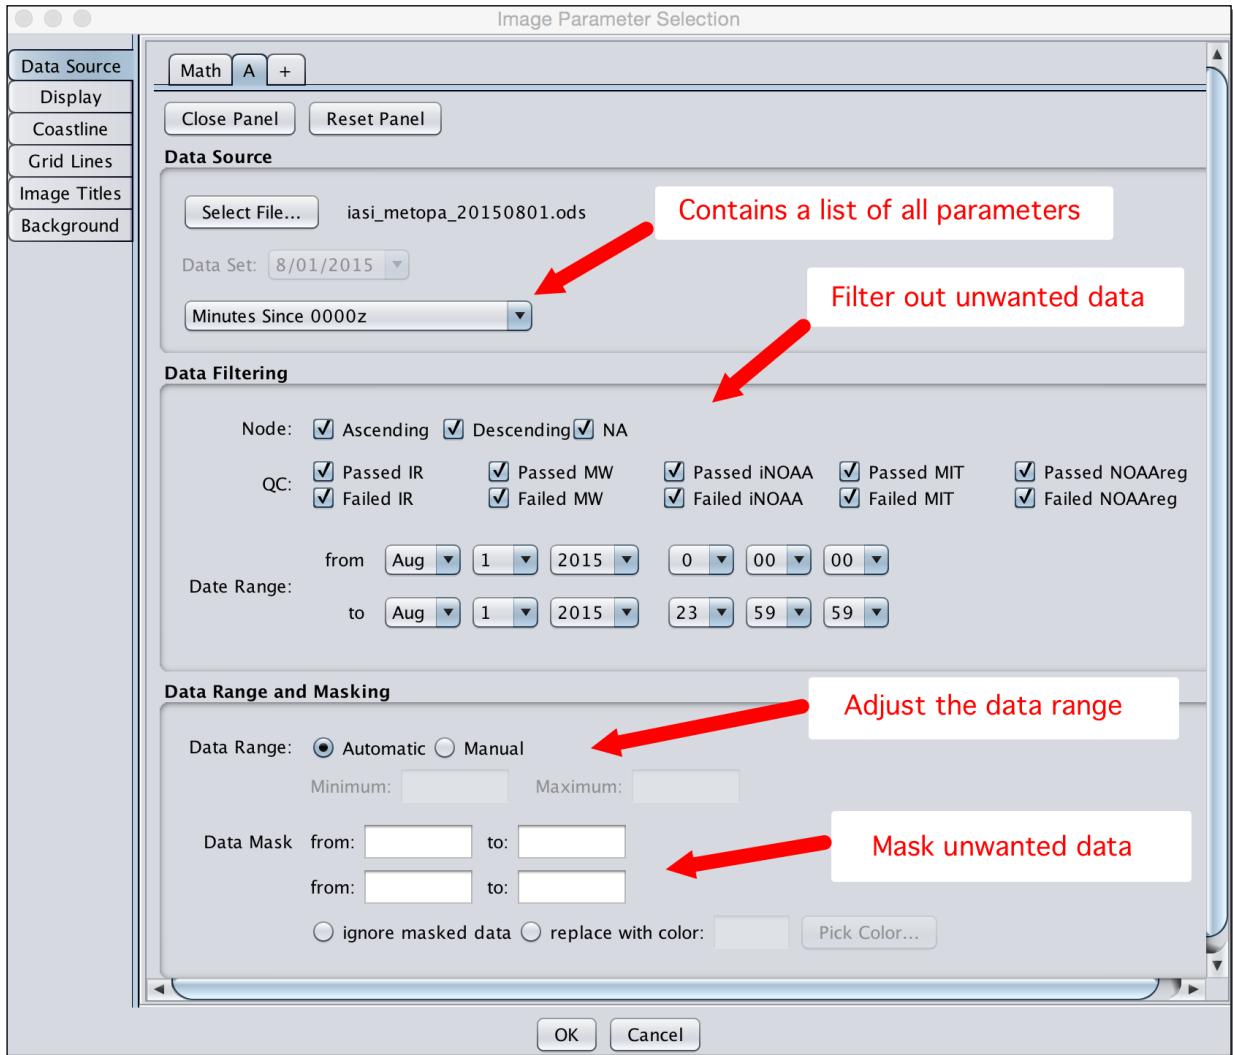 Image Parameter Selection
Data Source
Display
Coastline
Grid Lines
Image Titles
Background
Math A +
Close Panel Reset Panel
Data Source
Select File... iasi_metopa_20150801.ods
Contains a list of all parameters
Data Set: 8/01/2015
Minutes Since 0000z
Filter out unwanted data
Data Filtering
Node: Ascending Descending NA
QC: Passed IR Passed MW Passed iNOAA Passed MIT Passed NOAAreg
Failed IR Failed MW Failed iNOAA Failed MIT Failed NOAAreg
Date Range:
from Aug 1 2015 0 00 00
to Aug 1 2015 23 59 59
Data Range and Masking
Adjust the data range
Data Range: Automatic Manual
Minimum: Maximum:
Data Mask from: to:
from: to:
Mask unwanted data
ignore masked data replace with color: Pick Color...
OK Cancel